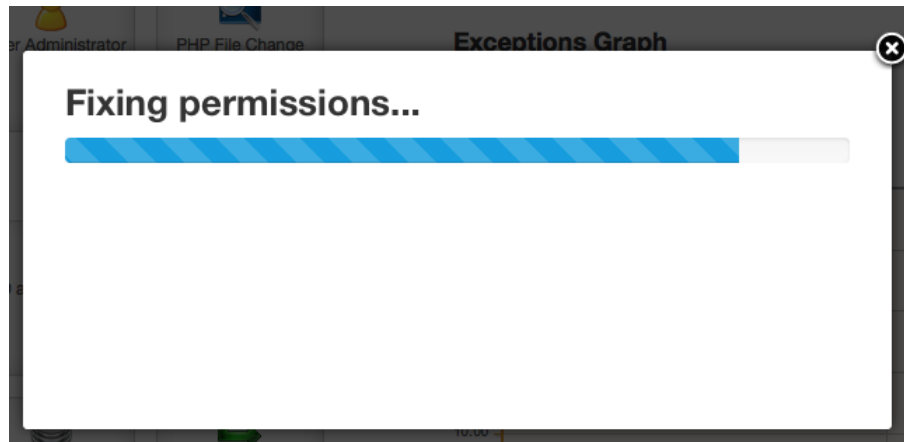 er Administrator
PHP File Change
Exceptions Graph
Fixing permissions...
10.00